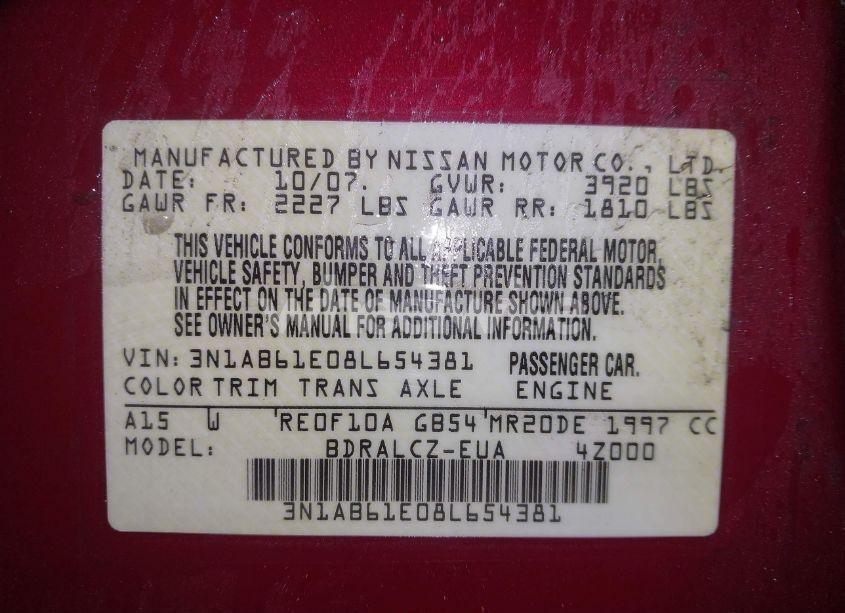 MANUFACTURED BY NISSAN MOTOR CO., LTD.
DATE: 10/07. GVWR: 3920 LBS
GAWR FR: 2227 LBS GAWR RR: 1810 LBS
THIS VEHICLE CONFORMS TO ALL APPLICABLE FEDERAL MOTOR
VEHICLE SAFETY, BUMPER AND THEFT PREVENTION STANDARDS
IN EFFECT ON THE DATE OF MANUFACTURE SHOWN ABOVE.
SEE OWNER'S MANUAL FOR ADDITIONAL INFORMATION.
VIN: 3N1AB61E08L654381 PASSENGER CAR.
COLOR TRIM TRANS AXLE ENGINE
A15 W RE0F10A GB54 MR20DE 1997 CC
MODEL: BDRALCZ-EUA 4Z000
3N1AB61E08L654381